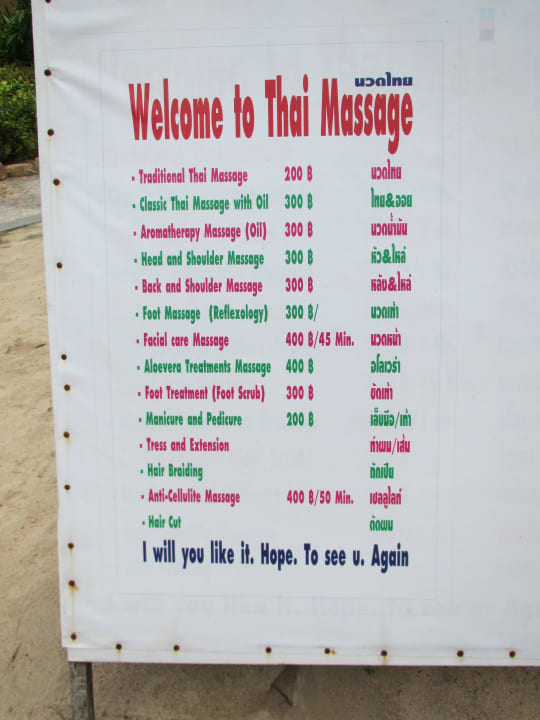 นวดไทย
Welcome to Thai Massage
- Traditional Thai Massage 200 ฿ นวดไทย
- Classic Thai Massage with Oil 300 ฿ ไทย&ออย
- Aromatherapy Massage (Oil) 300 ฿ นวดน้ำมัน
- Head and Shoulder Massage 300 ฿ หัว&ไหล่
- Back and Shoulder Massage 300 ฿ หลัง&ไหล่
- Foot Massage (Reflexology) 300 ฿/ นวดเท้า
- Facial care Massage 400 ฿/45 Min. นวดหน้า
- Aloevera Treatments Massage 400 ฿ อโลเวร่า
- Foot Treatment (Foot Scrub) 300 ฿ ขัดเท้า
- Manicure and Pedicure 200 ฿ เล็บมือ/เท้า
- Tress and Extension ทำผม/เส้น
- Hair Braiding ถักเปีย
- Anti-Cellulite Massage 400 ฿/50 Min. เซลลูไลท์
- Hair Cut ตัดผม
I will you like it. Hope. To see u. Again